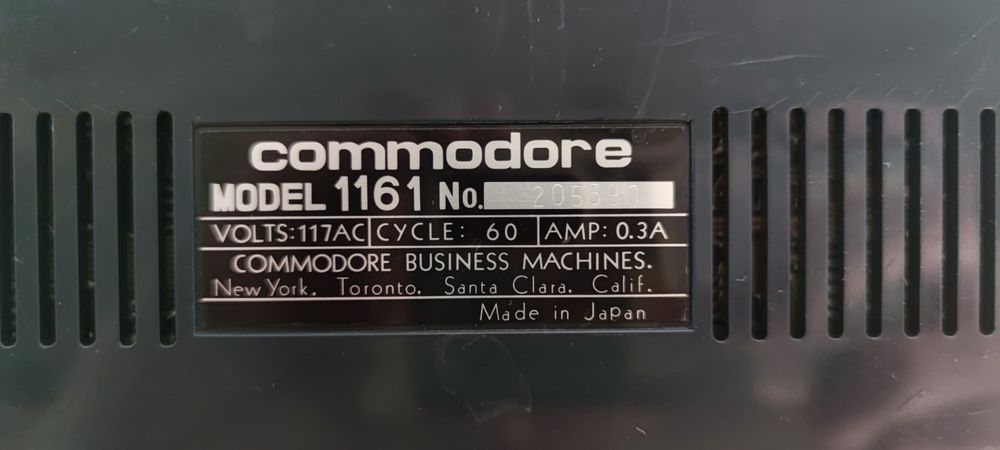 commodore
MODEL 1161 No. 205390
VOLTS:117AC CYCLE: 60 AMP: 0.3A
COMMODORE BUSINESS MACHINES.
New York. Toronto. Santa Clara. Calif.
Made in Japan